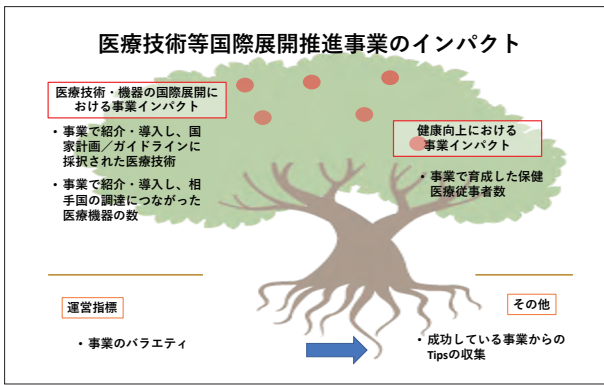 医療技術等国際展開推進事業のインパクト
医療技術・機器の国際展開に
おける事業インパクト
• 事業で紹介・導入し、国
家計画／ガイドラインに
採択された医療技術
• 事業で紹介・導入し、相
手国の調達につながった
医療機器の数
健康向上における
事業インパクト
• 事業で育成した保健
医療従事者数
運営指標
• 事業のバラエティ
その他
• 成功している事業からの
Tipsの収集